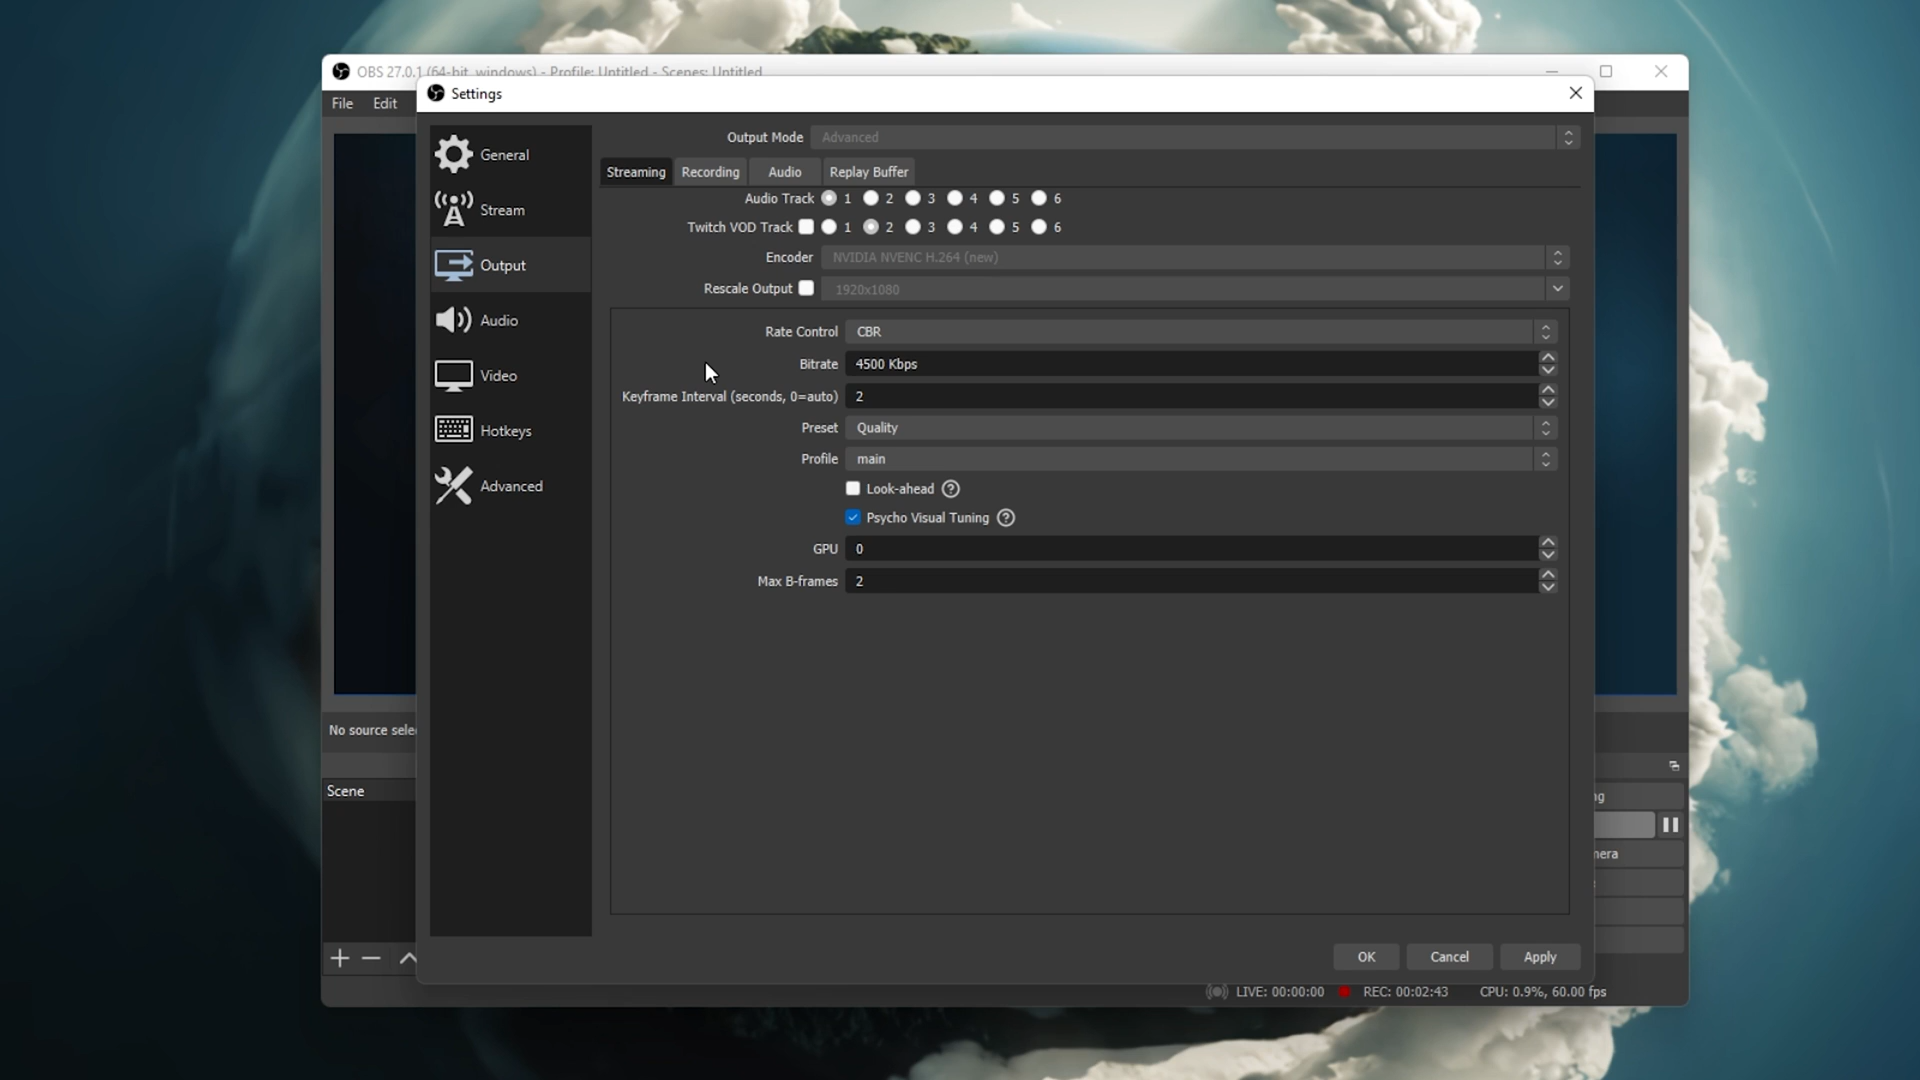 OBS 27.0.1 (64-bit, windows) - Profile: Untitled - Scenes: Untitled
File Edit
Settings
General
Stream
Output
Audio
Video
Hotkeys
Advanced
Output Mode Advanced
Streaming Recording Audio Replay Buffer
Audio Track 1 2 3 4 5 6
Twitch VOD Track 1 2 3 4 5 6
Encoder NVIDIA NVENC H.264 (new)
Rescale Output 1920x1080
Rate Control CBR
Bitrate 4500 Kbps
Keyframe Interval (seconds, 0=auto) 2
Preset Quality
Profile main
Look-ahead ?
Psycho Visual Tuning ?
GPU 0
Max B-frames 2
No source sele
Scene
ng
nera
OK Cancel Apply
LIVE: 00:00:00 REC: 00:02:43 CPU: 0.9%, 60.00 fps